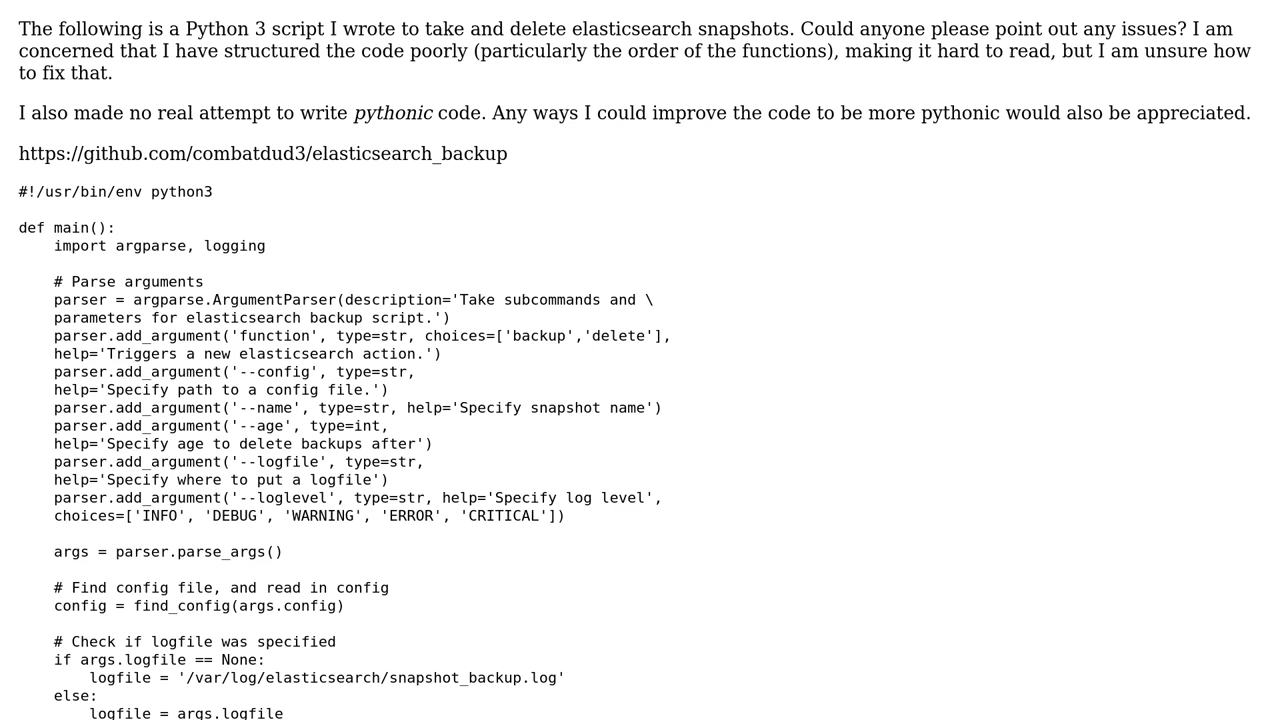 The following is a Python 3 script I wrote to take and delete elasticsearch snapshots. Could anyone please point out any issues? I am
concerned that I have structured the code poorly (particularly the order of the functions), making it hard to read, but I am unsure how
to fix that.
I also made no real attempt to write pythonic code. Any ways I could improve the code to be more pythonic would also be appreciated.
https://github.com/combatdud3/elasticsearch_backup
#!/usr/bin/env python3
def main():
    import argparse, logging
    # Parse arguments
    parser = argparse.ArgumentParser(description='Take subcommands and \
    parameters for elasticsearch backup script.')
    parser.add_argument('function', type=str, choices=['backup','delete'],
    help='Triggers a new elasticsearch action.')
    parser.add_argument('--config', type=str,
    help='Specify path to a config file.')
    parser.add_argument('--name', type=str, help='Specify snapshot name')
    parser.add_argument('--age', type=int,
    help='Specify age to delete backups after')
    parser.add_argument('--logfile', type=str,
    help='Specify where to put a logfile')
    parser.add_argument('--loglevel', type=str, help='Specify log level',
    choices=['INFO', 'DEBUG', 'WARNING', 'ERROR', 'CRITICAL'])
    args = parser.parse_args()
    # Find config file, and read in config
    config = find_config(args.config)
    # Check if logfile was specified
    if args.logfile == None:
        logfile = '/var/log/elasticsearch/snapshot_backup.log'
    else:
        logfile = args.logfile